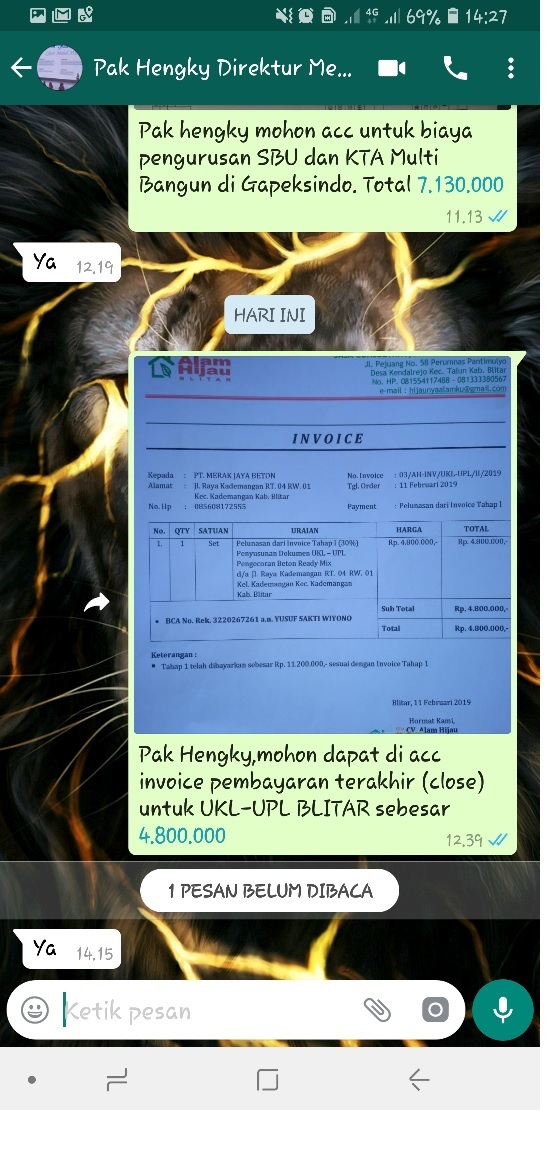 4G 69% 14:27
Pak Hengky Direktur Me...
Pak hengky mohon acc untuk biaya
pengurusan SBU dan KTA Multi
Bangun di Gapeksindo. Total 7.130.000
11.13
Ya 12.19
HARI INI
Alam
Hijau
BLITAR
Jl. Pejuang No. 58 Perumnas Pantimulyo
Desa Kendalrejo Kec. Talun Kab. Blitar
No. HP. 081554117488 - 081333380567
e-mail : hijaunyaalamku@gmail.com
INVOICE
Kepada : PT. MERAK JAYA BETON
Alamat : Jl. Raya Kademangan RT. 04 RW. 01
Kec. Kademangan Kab. Blitar
No. Hp : 085608172555
No. Invoice : 03/AH-INV/UKL-UPL/II/2019
Tgl. Order : 11 Februari 2019
Payment : Pelunasan dari Invoice Tahap I
No. QTY SATUAN URAIAN HARGA TOTAL
1. 1 Set Pelunasan dari Invoice Tahap I (30%) Rp. 4.800.000,- Rp. 4.800.000,-
Penyusunan Dokumen UKL – UPL
Pengecoran Beton Ready Mix
d/a Jl. Raya Kademangan RT. 04 RW. 01
Kel. Kademangan Kec. Kademangan
Kab. Blitar
Sub Total Rp. 4.800.000,-
• BCA No. Rek. 3220267261 a.n. YUSUF SAKTI WIYONO
Total Rp. 4.800.000,-
Keterangan :
Tahap 1 telah dibayarkan sebesar Rp. 11.200.000,- sesuai dengan Invoice Tahap 1
Blitar, 11 Februari 2019
Hormat Kami,
CV. Alam Hijau
Pak Hengky,mohon dapat di acc
invoice pembayaran terakhir (close)
untuk UKL-UPL BLITAR sebesar
4.800.000
12.39
1 PESAN BELUM DIBACA
Ya 14.15
Ketik pesan